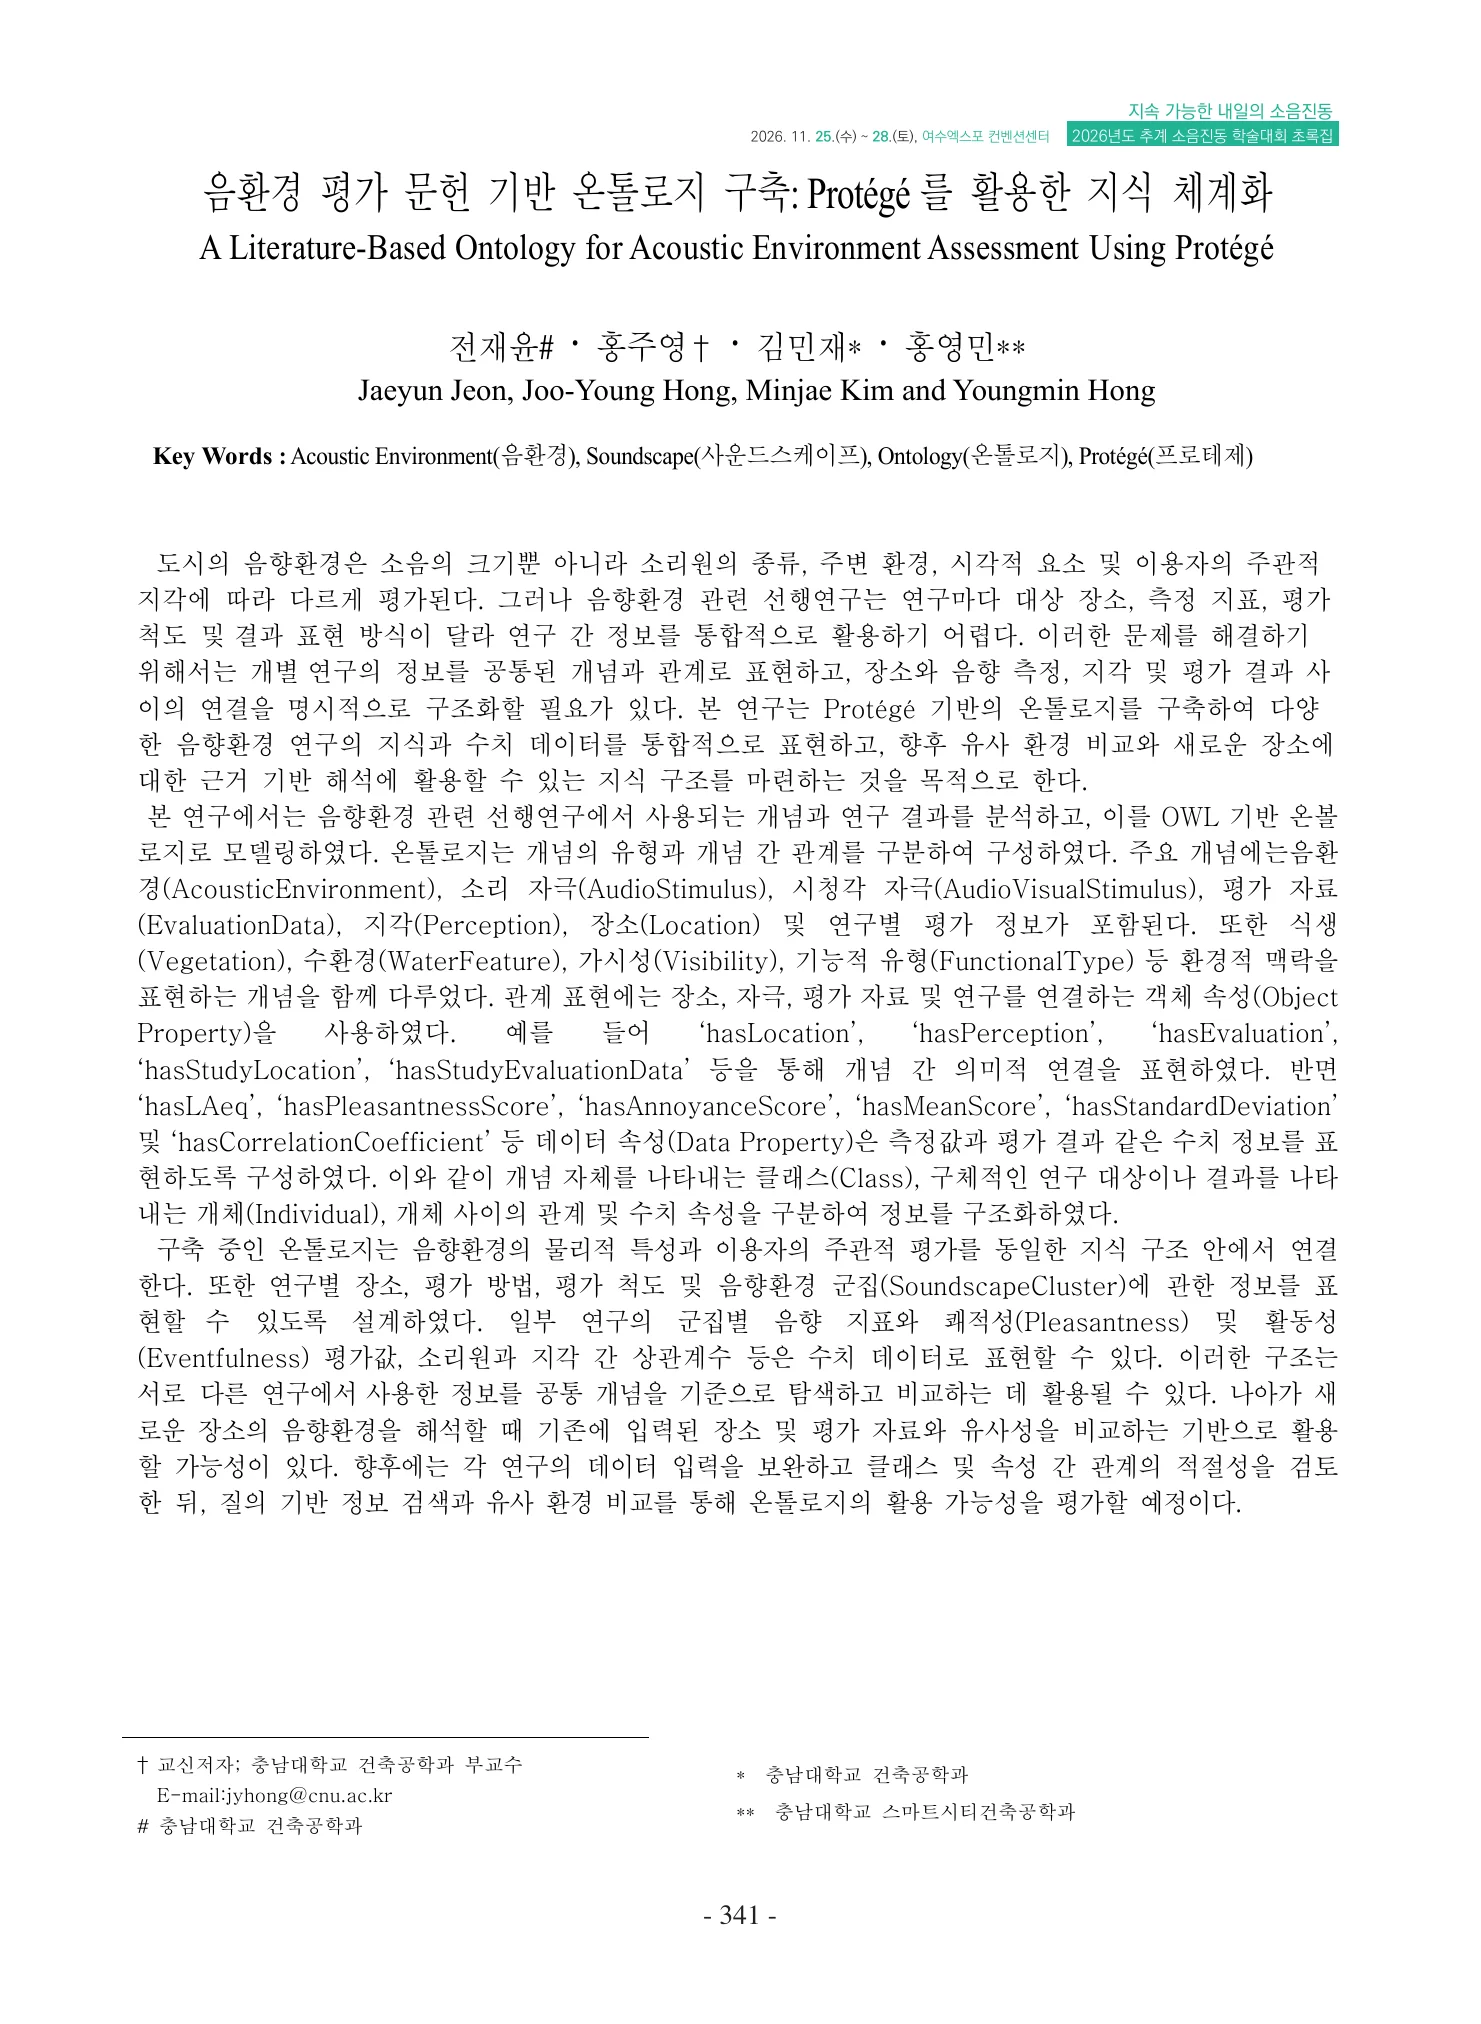 지속 가능한 내일의 소음진동
2026. 11. 25.(수) ~ 28.(토), 여수엑스포 컨벤션센터 2026년도 추계 소음진동 학술대회 초록집
음환경 평가 문헌 기반 온톨로지 구축: Protégé 를 활용한 지식 체계화
A Literature-Based Ontology for Acoustic Environment Assessment Using Protégé
전재윤# · 홍주영† · 김민재* · 홍영민**
Jaeyun Jeon, Joo-Young Hong, Minjae Kim and Youngmin Hong
Key Words : Acoustic Environment(음환경), Soundscape(사운드스케이프), Ontology(온톨로지), Protégé(프로테제)
도시의 음향환경은 소음의 크기뿐 아니라 소리원의 종류, 주변 환경, 시각적 요소 및 이용자의 주관적
지각에 따라 다르게 평가된다. 그러나 음향환경 관련 선행연구는 연구마다 대상 장소, 측정 지표, 평가
척도 및 결과 표현 방식이 달라 연구 간 정보를 통합적으로 활용하기 어렵다. 이러한 문제를 해결하기
위해서는 개별 연구의 정보를 공통된 개념과 관계로 표현하고, 장소와 음향 측정, 지각 및 평가 결과 사
이의 연결을 명시적으로 구조화할 필요가 있다. 본 연구는 Protégé 기반의 온톨로지를 구축하여 다양
한 음향환경 연구의 지식과 수치 데이터를 통합적으로 표현하고, 향후 유사 환경 비교와 새로운 장소에
대한 근거 기반 해석에 활용할 수 있는 지식 구조를 마련하는 것을 목적으로 한다.
본 연구에서는 음향환경 관련 선행연구에서 사용되는 개념과 연구 결과를 분석하고, 이를 OWL 기반 온볼
로지로 모델링하였다. 온톨로지는 개념의 유형과 개념 간 관계를 구분하여 구성하였다. 주요 개념에는음환
경(AcousticEnvironment), 소리 자극(AudioStimulus), 시청각 자극(AudioVisualStimulus), 평가 자료
(EvaluationData), 지각(Perception), 장소(Location) 및 연구별 평가 정보가 포함된다. 또한 식생
(Vegetation), 수환경(WaterFeature), 가시성(Visibility), 기능적 유형(FunctionalType) 등 환경적 맥락을
표현하는 개념을 함께 다루었다. 관계 표현에는 장소, 자극, 평가 자료 및 연구를 연결하는 객체 속성(Object
Property)을 사용하였다. 예를 들어 ‘hasLocation’, ‘hasPerception’, ‘hasEvaluation’,
‘hasStudyLocation’, ‘hasStudyEvaluationData’ 등을 통해 개념 간 의미적 연결을 표현하였다. 반면
‘hasLAeq’, ‘hasPleasantnessScore’, ‘hasAnnoyanceScore’, ‘hasMeanScore’, ‘hasStandardDeviation’
및 ‘hasCorrelationCoefficient’ 등 데이터 속성(Data Property)은 측정값과 평가 결과 같은 수치 정보를 표
현하도록 구성하였다. 이와 같이 개념 자체를 나타내는 클래스(Class), 구체적인 연구 대상이나 결과를 나타
내는 개체(Individual), 개체 사이의 관계 및 수치 속성을 구분하여 정보를 구조화하였다.
구축 중인 온톨로지는 음향환경의 물리적 특성과 이용자의 주관적 평가를 동일한 지식 구조 안에서 연결
한다. 또한 연구별 장소, 평가 방법, 평가 척도 및 음향환경 군집(SoundscapeCluster)에 관한 정보를 표
현할 수 있도록 설계하였다. 일부 연구의 군집별 음향 지표와 쾌적성(Pleasantness) 및 활동성
(Eventfulness) 평가값, 소리원과 지각 간 상관계수 등은 수치 데이터로 표현할 수 있다. 이러한 구조는
서로 다른 연구에서 사용한 정보를 공통 개념을 기준으로 탐색하고 비교하는 데 활용될 수 있다. 나아가 새
로운 장소의 음향환경을 해석할 때 기존에 입력된 장소 및 평가 자료와 유사성을 비교하는 기반으로 활용
할 가능성이 있다. 향후에는 각 연구의 데이터 입력을 보완하고 클래스 및 속성 간 관계의 적절성을 검토
한 뒤, 질의 기반 정보 검색과 유사 환경 비교를 통해 온톨로지의 활용 가능성을 평가할 예정이다.
† 교신저자; 충남대학교 건축공학과 부교수
E-mail:jyhong@cnu.ac.kr
# 충남대학교 건축공학과
* 충남대학교 건축공학과
** 충남대학교 스마트시티건축공학과
- 341 -